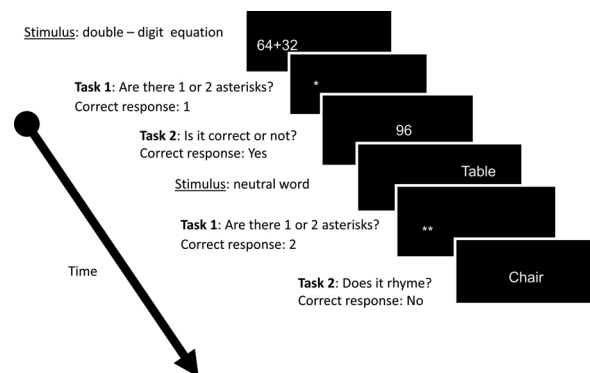 Stimulus: double – digit equation
64+32
Task 1: Are there 1 or 2 asterisks?
Correct response: 1
*
Task 2: Is it correct or not?
Correct response: Yes
96
Stimulus: neutral word
Table
Task 1: Are there 1 or 2 asterisks?
Correct response: 2
**
Time
Task 2: Does it rhyme?
Correct response: No
Chair